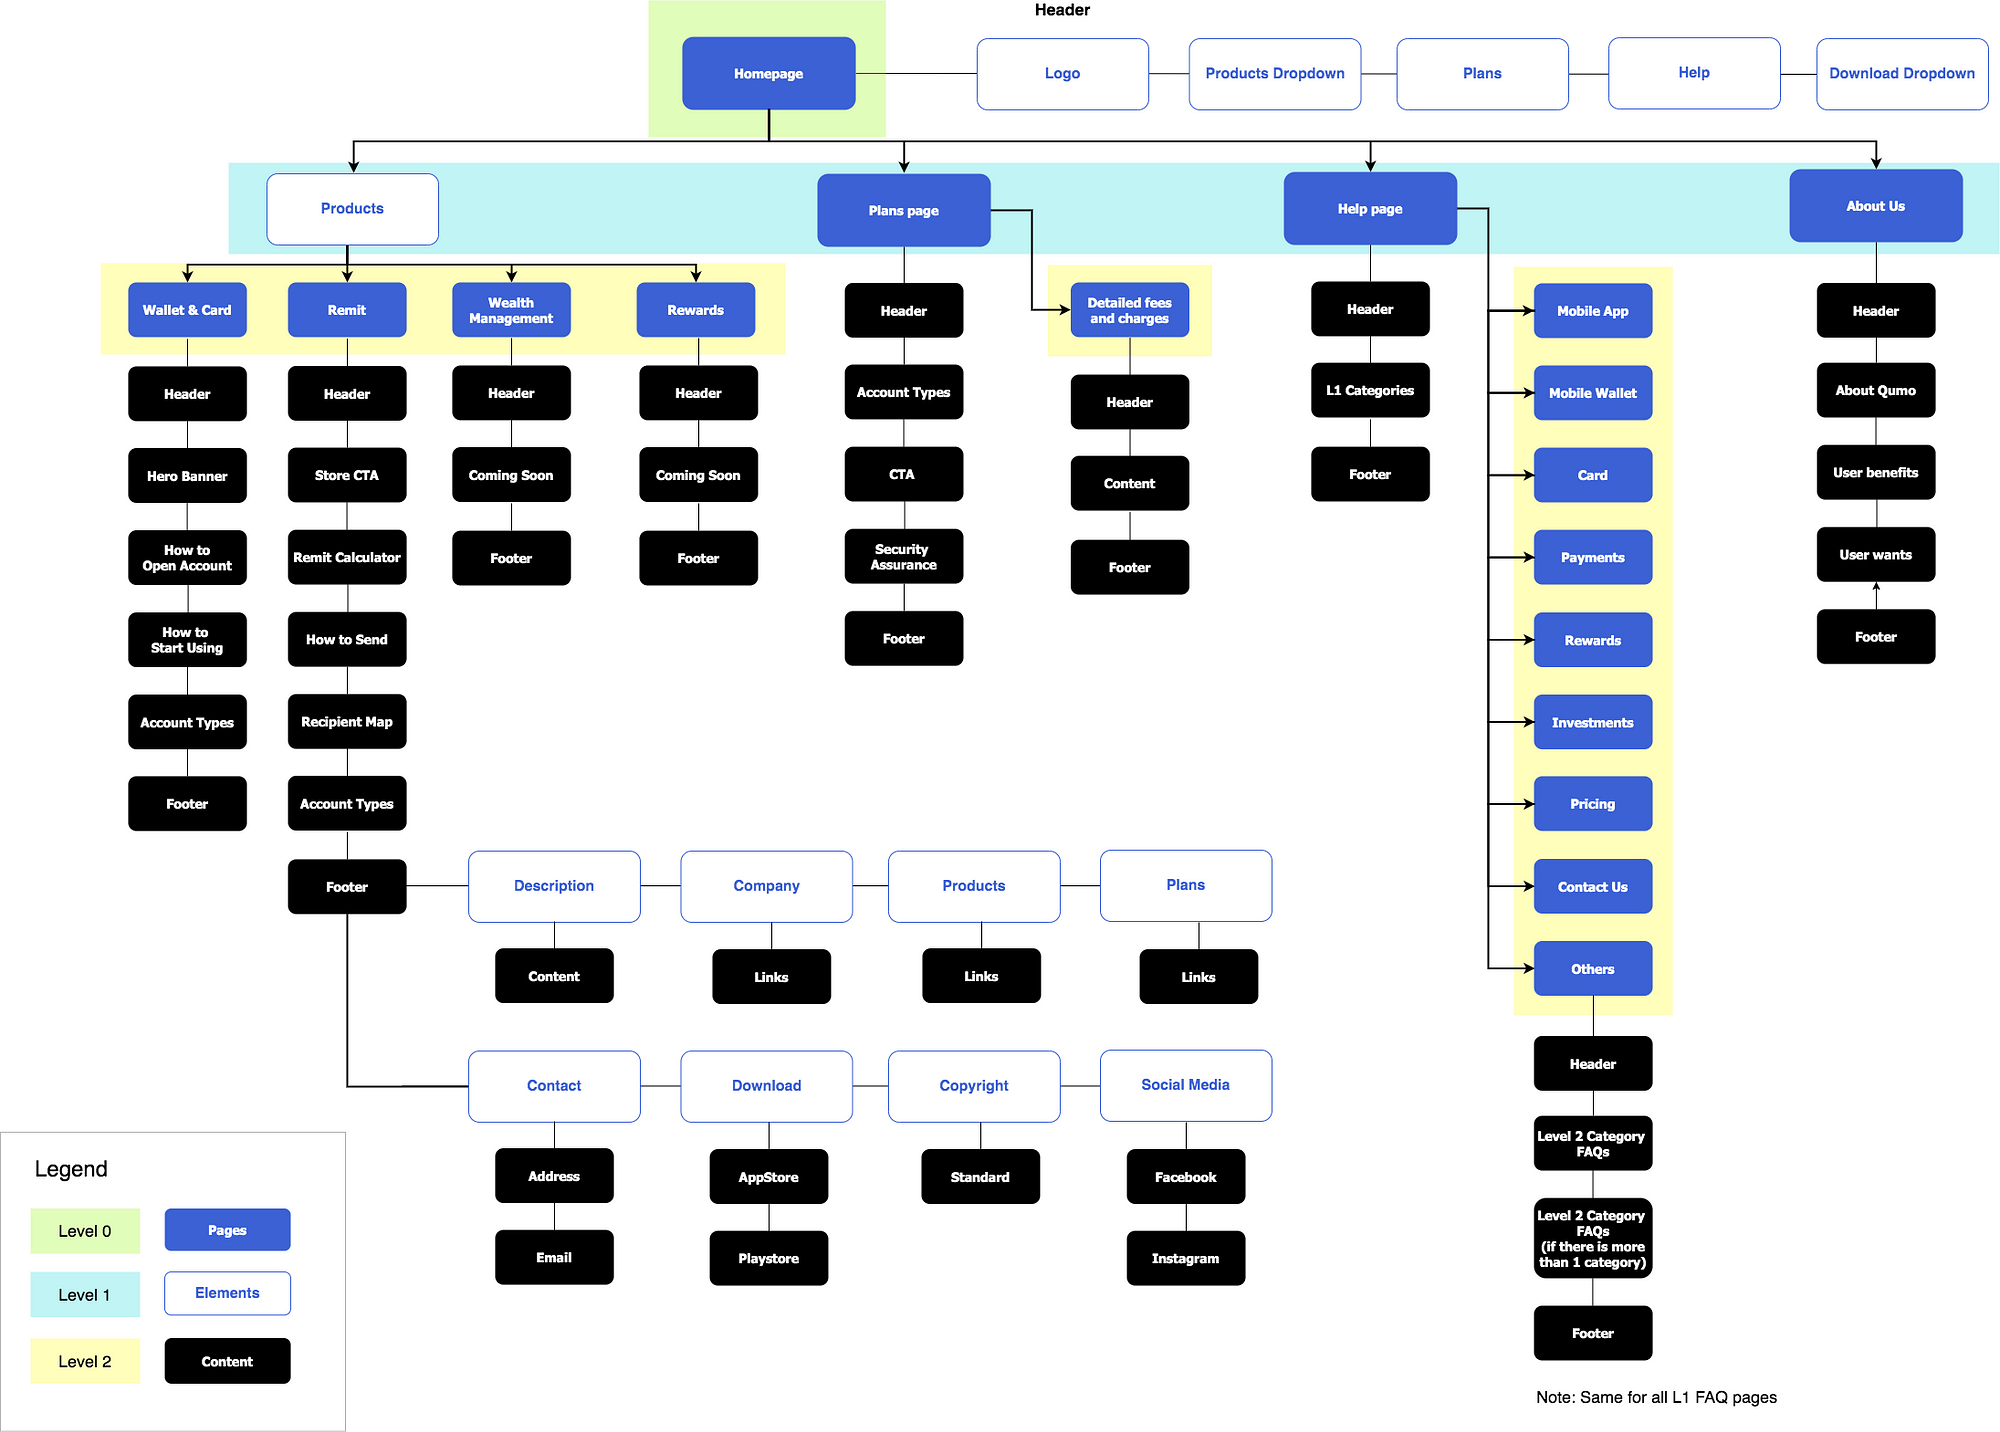 Header
Homepage
Logo
Products Dropdown
Plans
Help
Download Dropdown
Products
Plans page
Help page
About Us
Wallet & Card
Remit
Wealth
Management
Rewards
Header
Detailed fees
and charges
Header
Mobile App
Header
Header
Header
Header
Header
Account Types
Header
L1 Categories
Mobile Wallet
About Qumo
Hero Banner
Store CTA
Coming Soon
Coming Soon
CTA
Content
Footer
Card
User benefits
How to
Open Account
Remit Calculator
Footer
Footer
Security
Assurance
Footer
Payments
User wants
How to
Start Using
How to Send
Footer
Rewards
Footer
Account Types
Recipient Map
Investments
Footer
Account Types
Pricing
Footer
Description
Company
Products
Plans
Contact Us
Content
Links
Links
Links
Others
Contact
Download
Copyright
Social Media
Header
Address
AppStore
Standard
Facebook
Level 2 Category
FAQs
Email
Playstore
Instagram
Level 2 Category
FAQs
(if there is more
than 1 category)
Footer
Note: Same for all L1 FAQ pages
Legend
Level 0
Pages
Level 1
Elements
Level 2
Content